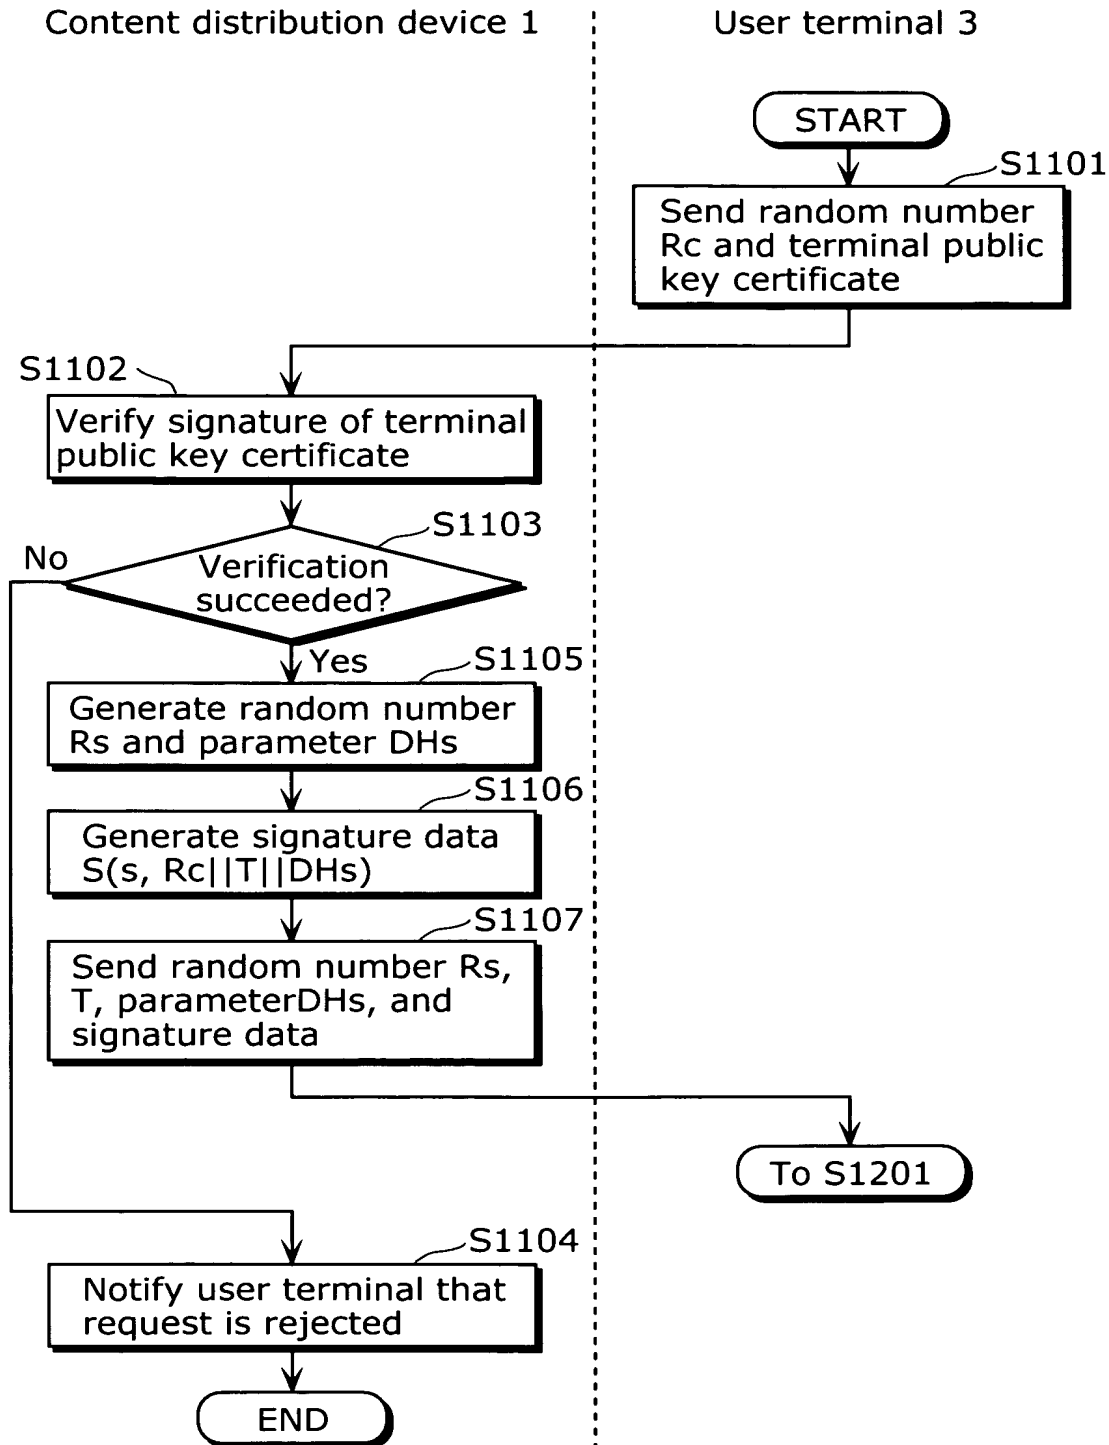 Content distribution device 1
User terminal 3
START
S1101
Send random number
Rc and terminal public
key certificate
S1102
Verify signature of terminal
public key certificate
S1103
No
Verification
succeeded?
Yes
S1105
Generate random number
Rs and parameter DHs
S1106
Generate signature data
S(s, Rc||T||DHs)
S1107
Send random number Rs,
T, parameterDHs, and
signature data
To S1201
S1104
Notify user terminal that
request is rejected
END